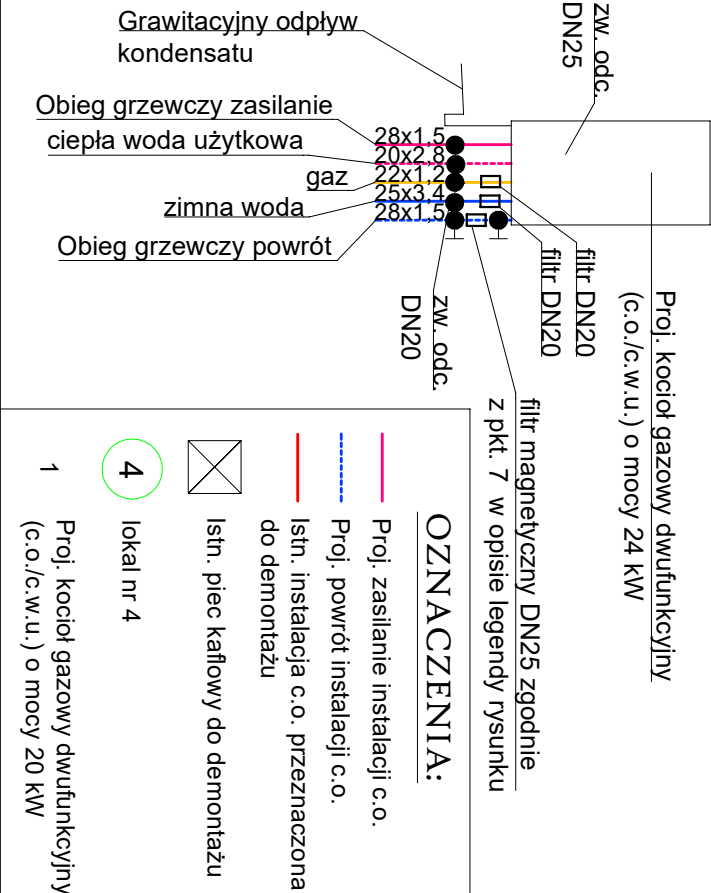 Grawitacyjny odpływ
kondensatu
zw. odc.
DN25
Obieg grzewczy zasilanie
ciepła woda użytkowa
gaz
zimna woda
Obieg grzewczy powrót
28x1,5
20x2,8
22x1,2
25x3,4
28x1,5
zw. odc.
DN20
filtr DN20
filtr DN20
Proj. kocioł gazowy dwufunkcyjny
(c.o./c.w.u.) o mocy 24 kW
filtr magnetyczny DN25 zgodnie
z pkt. 7 w opisie legendy rysunku
OZNACZENIA:
Proj. zasilanie instalacji c.o.
Proj. powrót instalacji c.o.
Istn. instalacja c.o. przeznaczona
do demontażu
Istn. piec kaflowy do demontażu
4
lokal nr 4
1
Proj. kocioł gazowy dwufunkcyjny
(c.o./c.w.u.) o mocy 20 kW